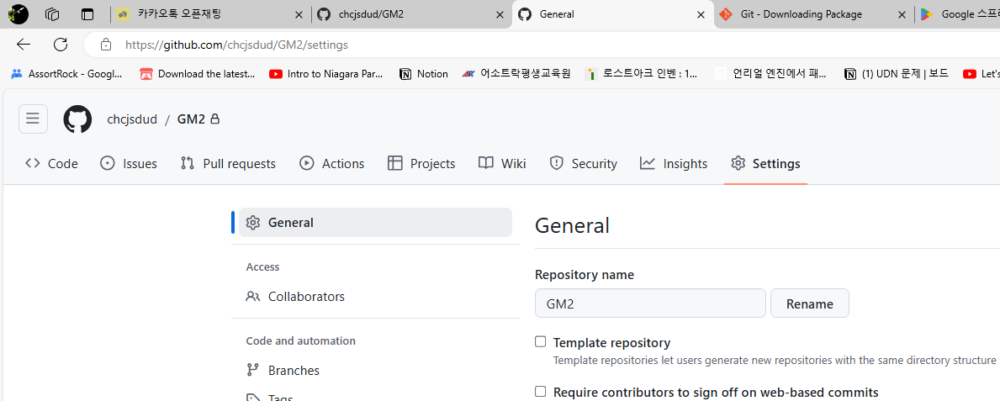 카카오톡 오픈채팅
chcjsdud/GM2
General
Git - Downloading Package
Google 스프
https://github.com/chcjsdud/GM2/settings
AssortRock - Googl...
Download the latest...
Intro to Niagara Par...
Notion
어소트락평생교육원
로스트아크 인벤 : 1...
언리얼 엔진에서 패...
(1) UDN 문제 | 보드
Let's
chcjsdud / GM2
Code
Issues
Pull requests
Actions
Projects
Wiki
Security
Insights
Settings
General
Access
Collaborators
Code and automation
Branches
Tags
General
Repository name
GM2
Rename
Template repository
Template repositories let users generate new repositories with the same directory structure
Require contributors to sign off on web-based commits